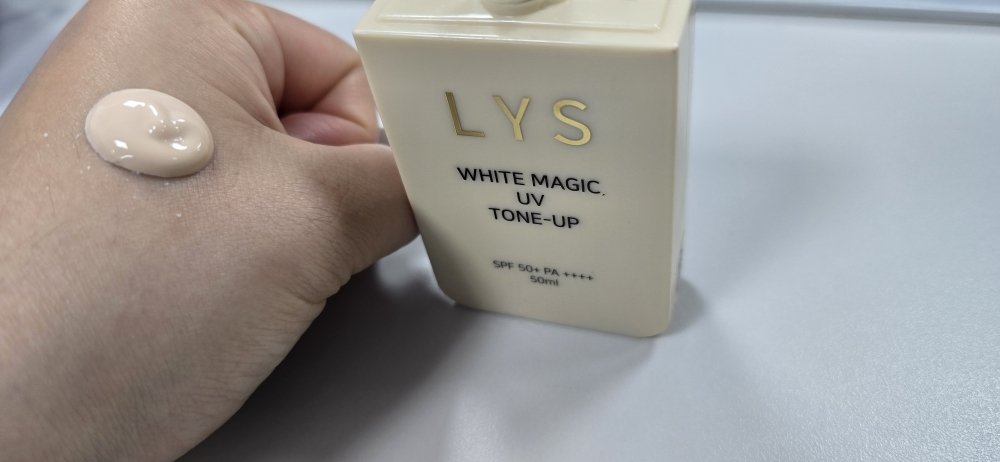 LYS
WHITE MAGIC.
UV
TONE-UP
SPF 50+ PA ++++
50ml